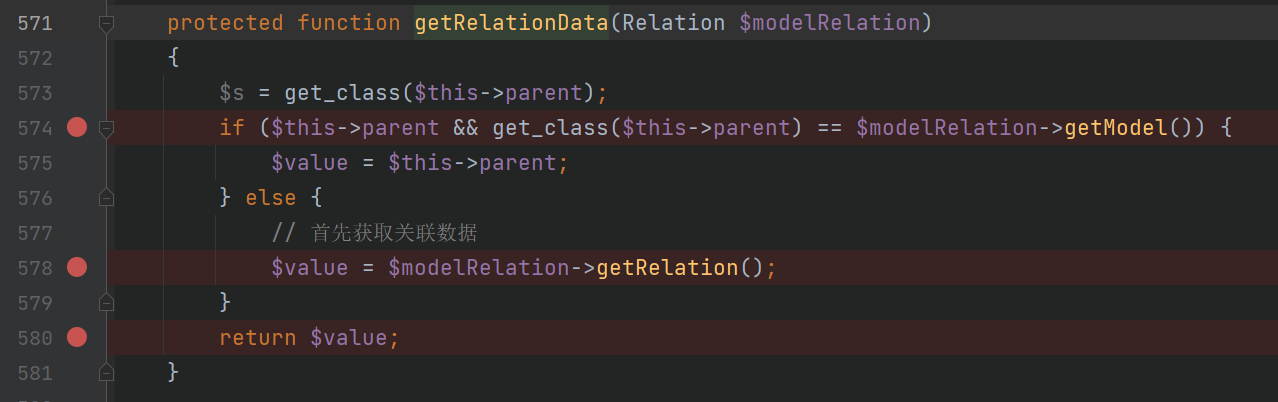 571 protected function getRelationData(Relation $modelRelation)
572 {
573 $s = get_class($this->parent);
574 if ($this->parent && get_class($this->parent) == $modelRelation->getModel()) {
575 $value = $this->parent;
576 } else {
577 // 首先获取关联数据
578 $value = $modelRelation->getRelation();
579 }
580 return $value;
581 }